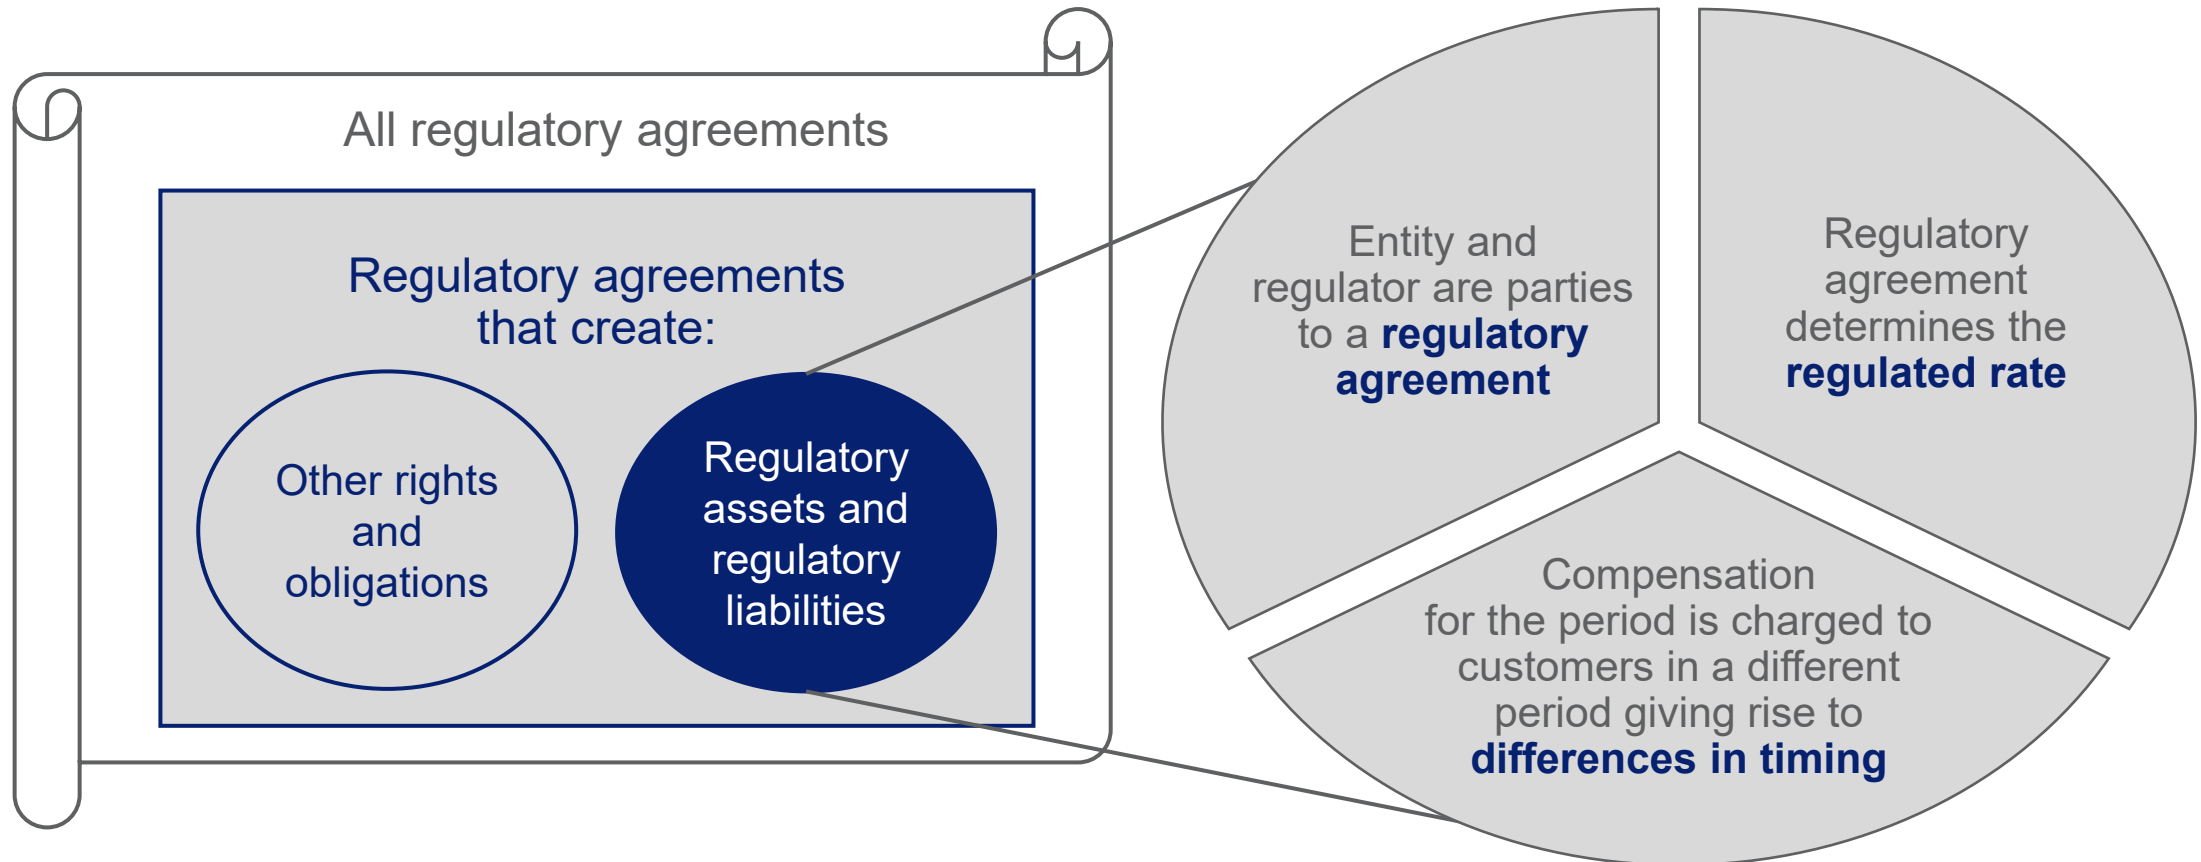 All regulatory agreements
Regulatory agreements
that create:
Other rights
and
obligations
Regulatory
assets and
regulatory
liabilities
Entity and
regulator are parties
to a regulatory
agreement
Regulatory
agreement
determines the
regulated rate
Compensation
for the period is charged to
customers in a different
period giving rise to
differences in timing